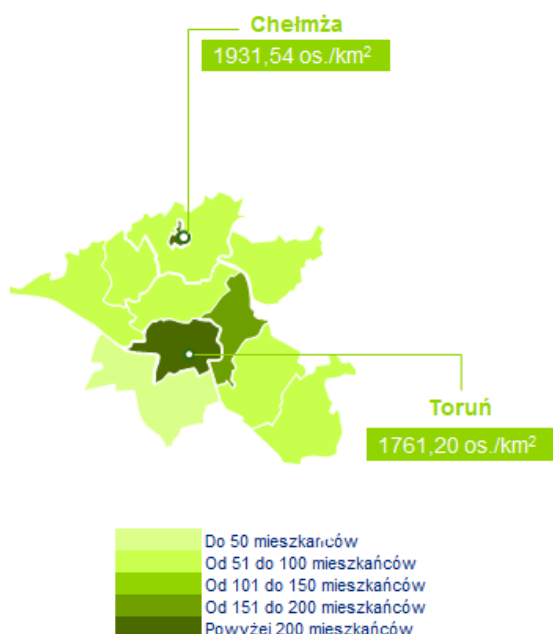 Chełmża
1931,54 os./km²
Toruń
1761,20 os./km²
Do 50 mieszkańców
Od 51 do 100 mieszkańców
Od 101 do 150 mieszkańców
Od 151 do 200 mieszkańców
Powyżej 200 mieszkańców